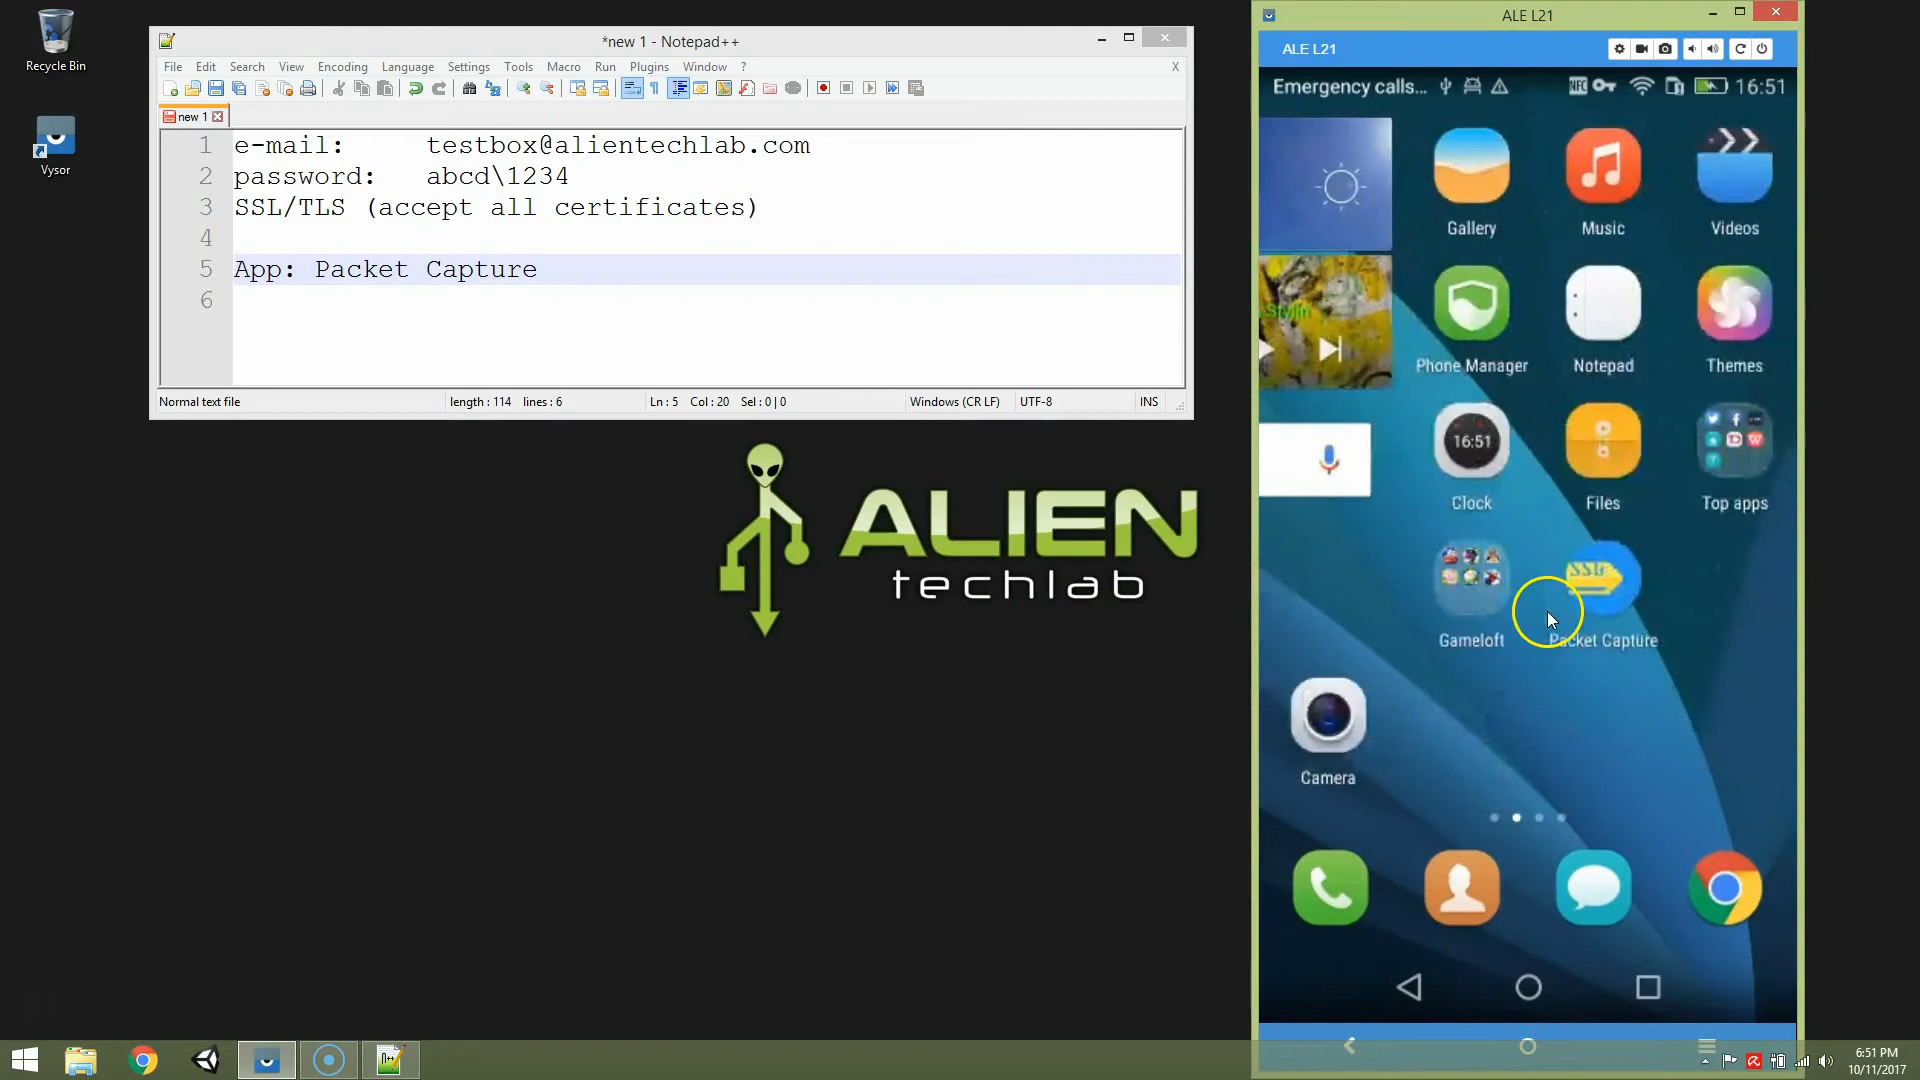 Recycle Bin
Vysor
*new 1 - Notepad++
File Edit Search View Encoding Language Settings Tools Macro Run Plugins Window ? X
new 1
1 e-mail: testbox@alientechlab.com
2 password: abcd\1234
3 SSL/TLS (accept all certificates)
4
5 App: Packet Capture
6
Normal text file length : 114 lines : 6 Ln : 5 Col : 20 Sel : 0 | 0 Windows (CR LF) UTF-8 INS
ALIEN
techlab
ALE L21
ALE L21
Emergency calls... NFC 16:51
Gallery Music Videos
Stylin
Phone Manager Notepad Themes
16:51
Clock Files Top apps
Gameloft Packet Capture
Camera
6:51 PM
10/11/2017